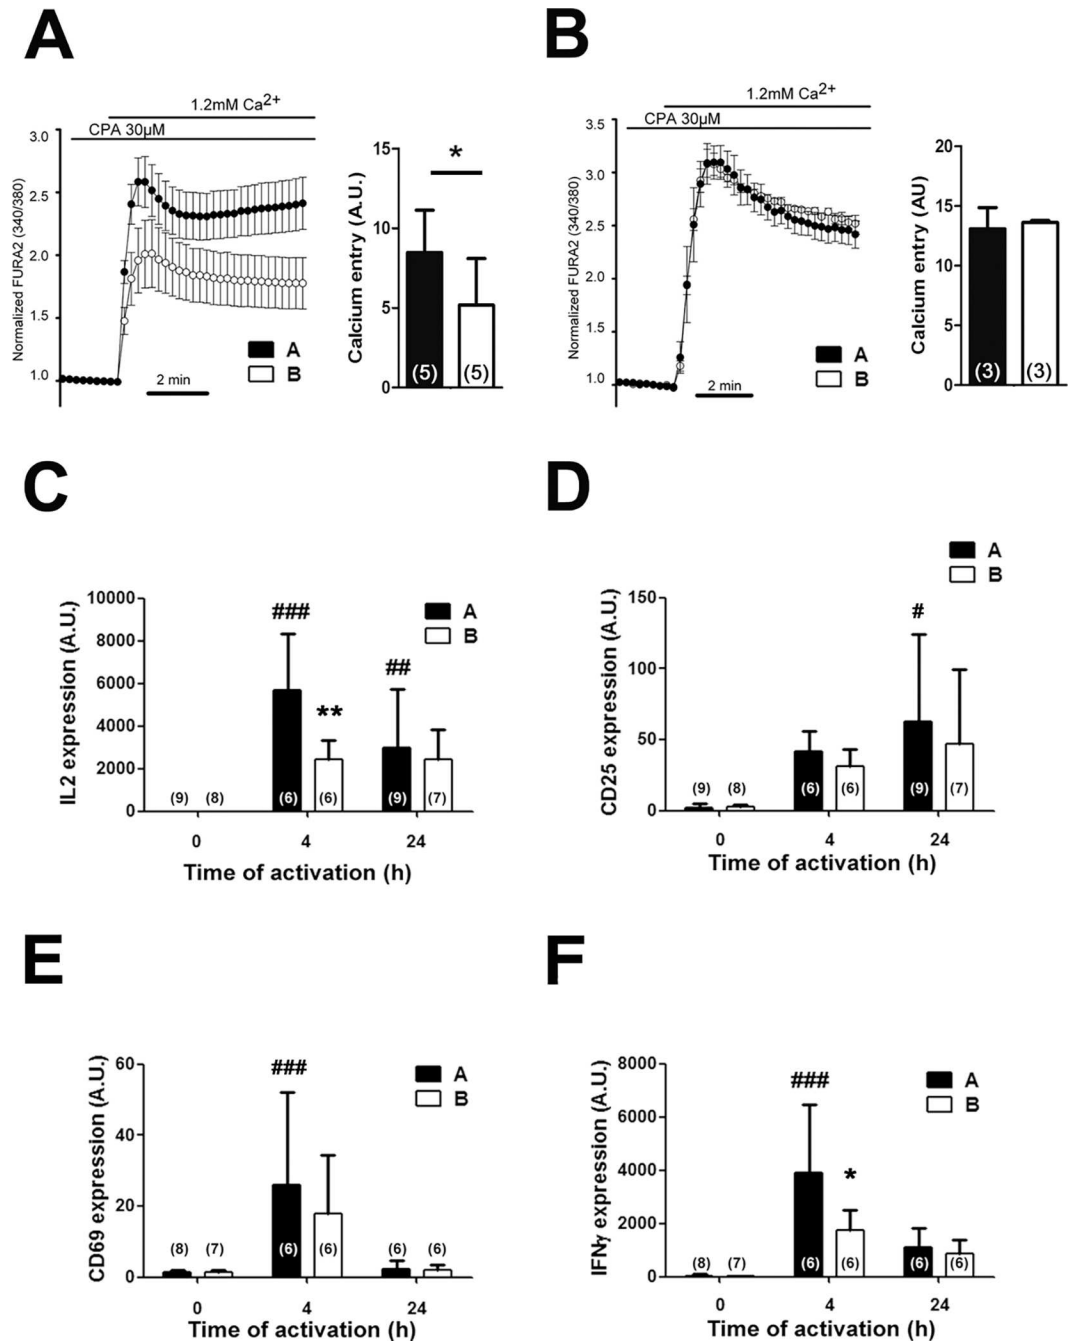 A
B
1.2mM Ca2+
CPA 30µM
3.0
2.5
2.0
1.5
1.0
Normalized FURA2 (340/380)
A
B
2 min
15
10
5
0
Calcium entry (A.U.)
*
(5)
(5)
1.2mM Ca2+
CPA 30µM
3.5
3.0
2.5
2.0
1.5
1.0
Normalized FURA2 (340/380)
A
B
2 min
20
15
10
5
0
Calcium entry (AU)
(3)
(3)
C
D
10000
8000
6000
4000
2000
0
IL2 expression (A.U.)
###
**
##
A
B
(9)
(8)
(6)
(6)
(9)
(7)
0
4
24
Time of activation (h)
A
B
150
100
50
0
CD25 expression (A.U.)
#
(9)
(8)
(6)
(6)
(9)
(7)
0
4
24
Time of activation (h)
E
F
60
40
20
0
CD69 expression (A.U.)
###
A
B
(8)
(7)
(6)
(6)
(6)
(6)
0
4
24
Time of activation (h)
8000
6000
4000
2000
0
IFNγ expression (A.U.)
###
*
A
B
(8)
(7)
(6)
(6)
(6)
(6)
0
4
24
Time of activation (h)